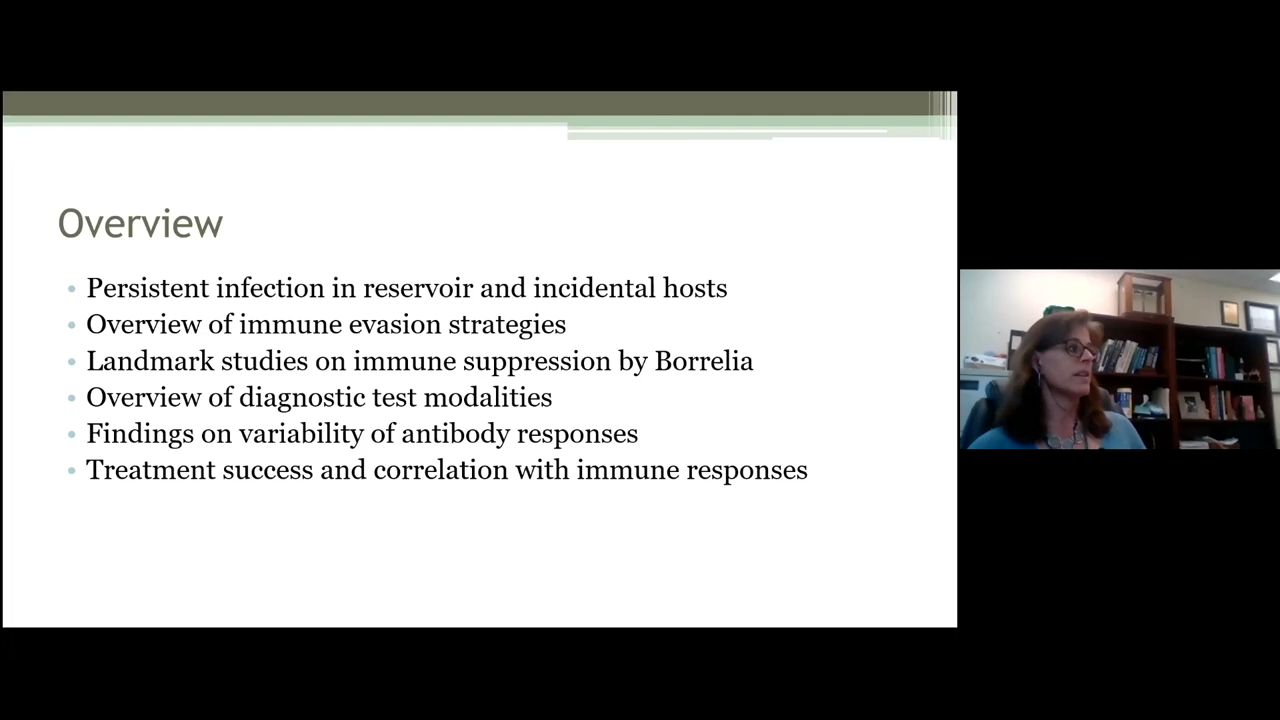 Overview
Persistent infection in reservoir and incidental hosts
Overview of immune evasion strategies
Landmark studies on immune suppression by Borrelia
Overview of diagnostic test modalities
Findings on variability of antibody responses
Treatment success and correlation with immune responses